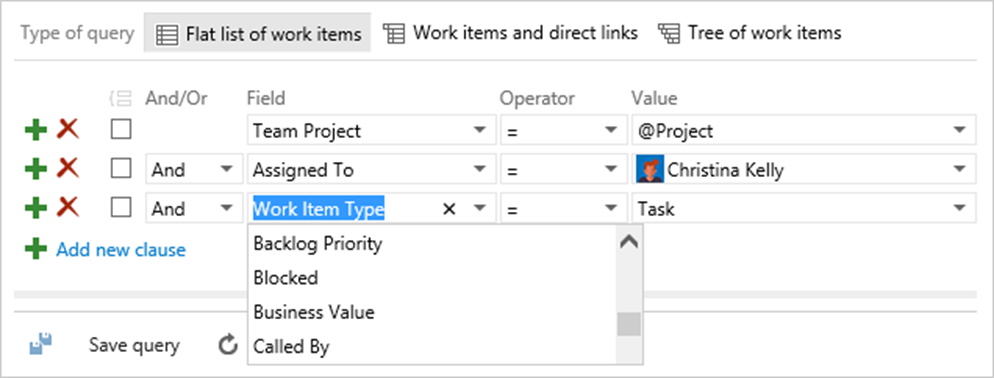 Type of query Flat list of work items Work items and direct links Tree of work items
And/Or Field Operator Value
Team Project = @Project
And Assigned To = Christina Kelly
And Work Item Type = Task
Add new clause
Backlog Priority
Blocked
Business Value
Called By
Save query